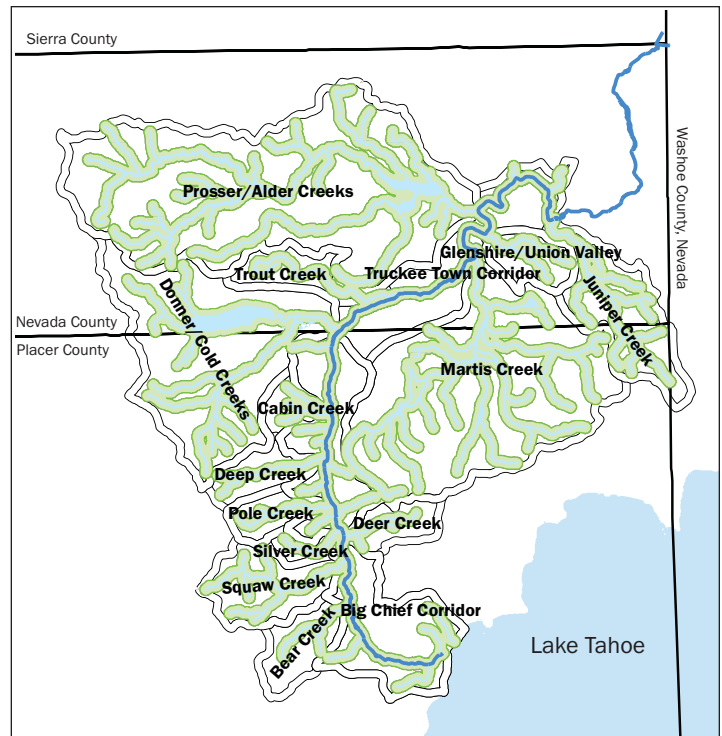 Sierra County
Washoe County, Nevada
Prosser/Alder Creeks
Glenshire/Union Valley
Trout Creek
Truckee Town Corridor
Juniper Creek
Donner Cold Creeks
Nevada County
Placer County
Martis Creek
Cabin Creek
Deep Creek
Pole Creek
Deer Creek
Silver Creek
Squaw Creek
Big Chief Corridor
Bear Creek
Lake Tahoe